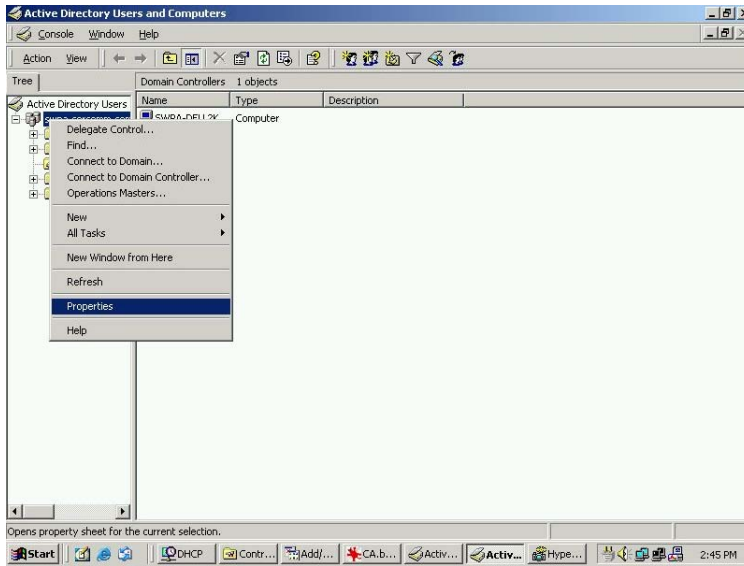 Active Directory Users and Computers
Console Window Help
Action View
Tree
Domain Controllers 1 objects
Active Directory Users
Name Type Description
SWPA-DELL2K Computer
Delegate Control...
Find...
Connect to Domain...
Connect to Domain Controller...
Operations Masters...
New
All Tasks
New Window from Here
Refresh
Properties
Help
Opens property sheet for the current selection.
Start DHCP Contr... Add/... CA.b... Activ... Activ... Hype... 2:45 PM